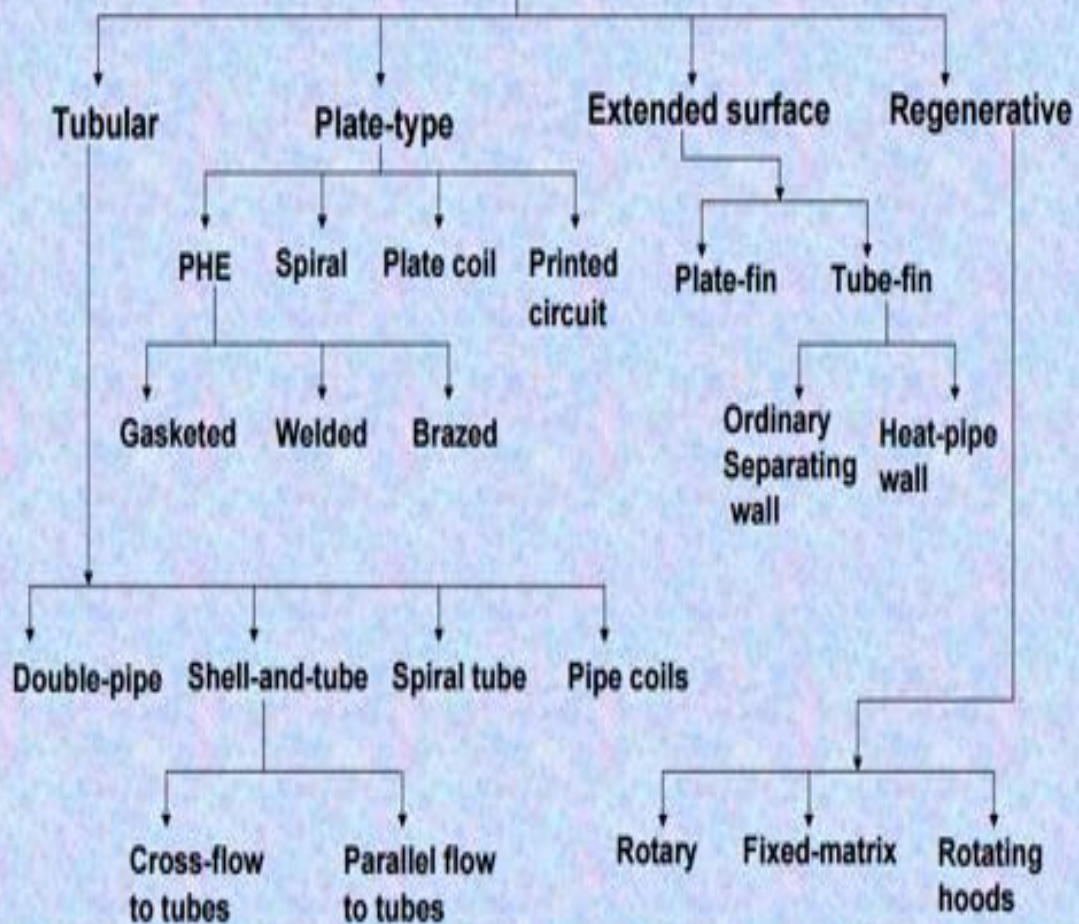 Tubular
Plate-type
Extended surface
Regenerative
PHE
Spiral
Plate coil
Printed
circuit
Plate-fin
Tube-fin
Gasketed
Welded
Brazed
Ordinary
Separating
wall
Heat-pipe
wall
Double-pipe
Shell-and-tube
Spiral tube
Pipe coils
Cross-flow
to tubes
Parallel flow
to tubes
Rotary
Fixed-matrix
Rotating
hoods